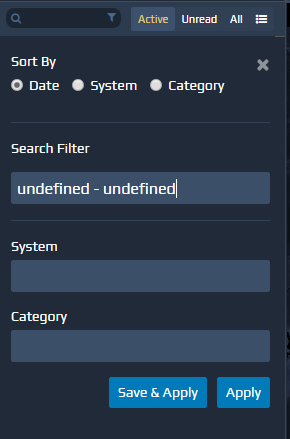 Active Unread All
Sort By
Date System Category
Search Filter
undefined - undefined
System
Category
Save & Apply Apply